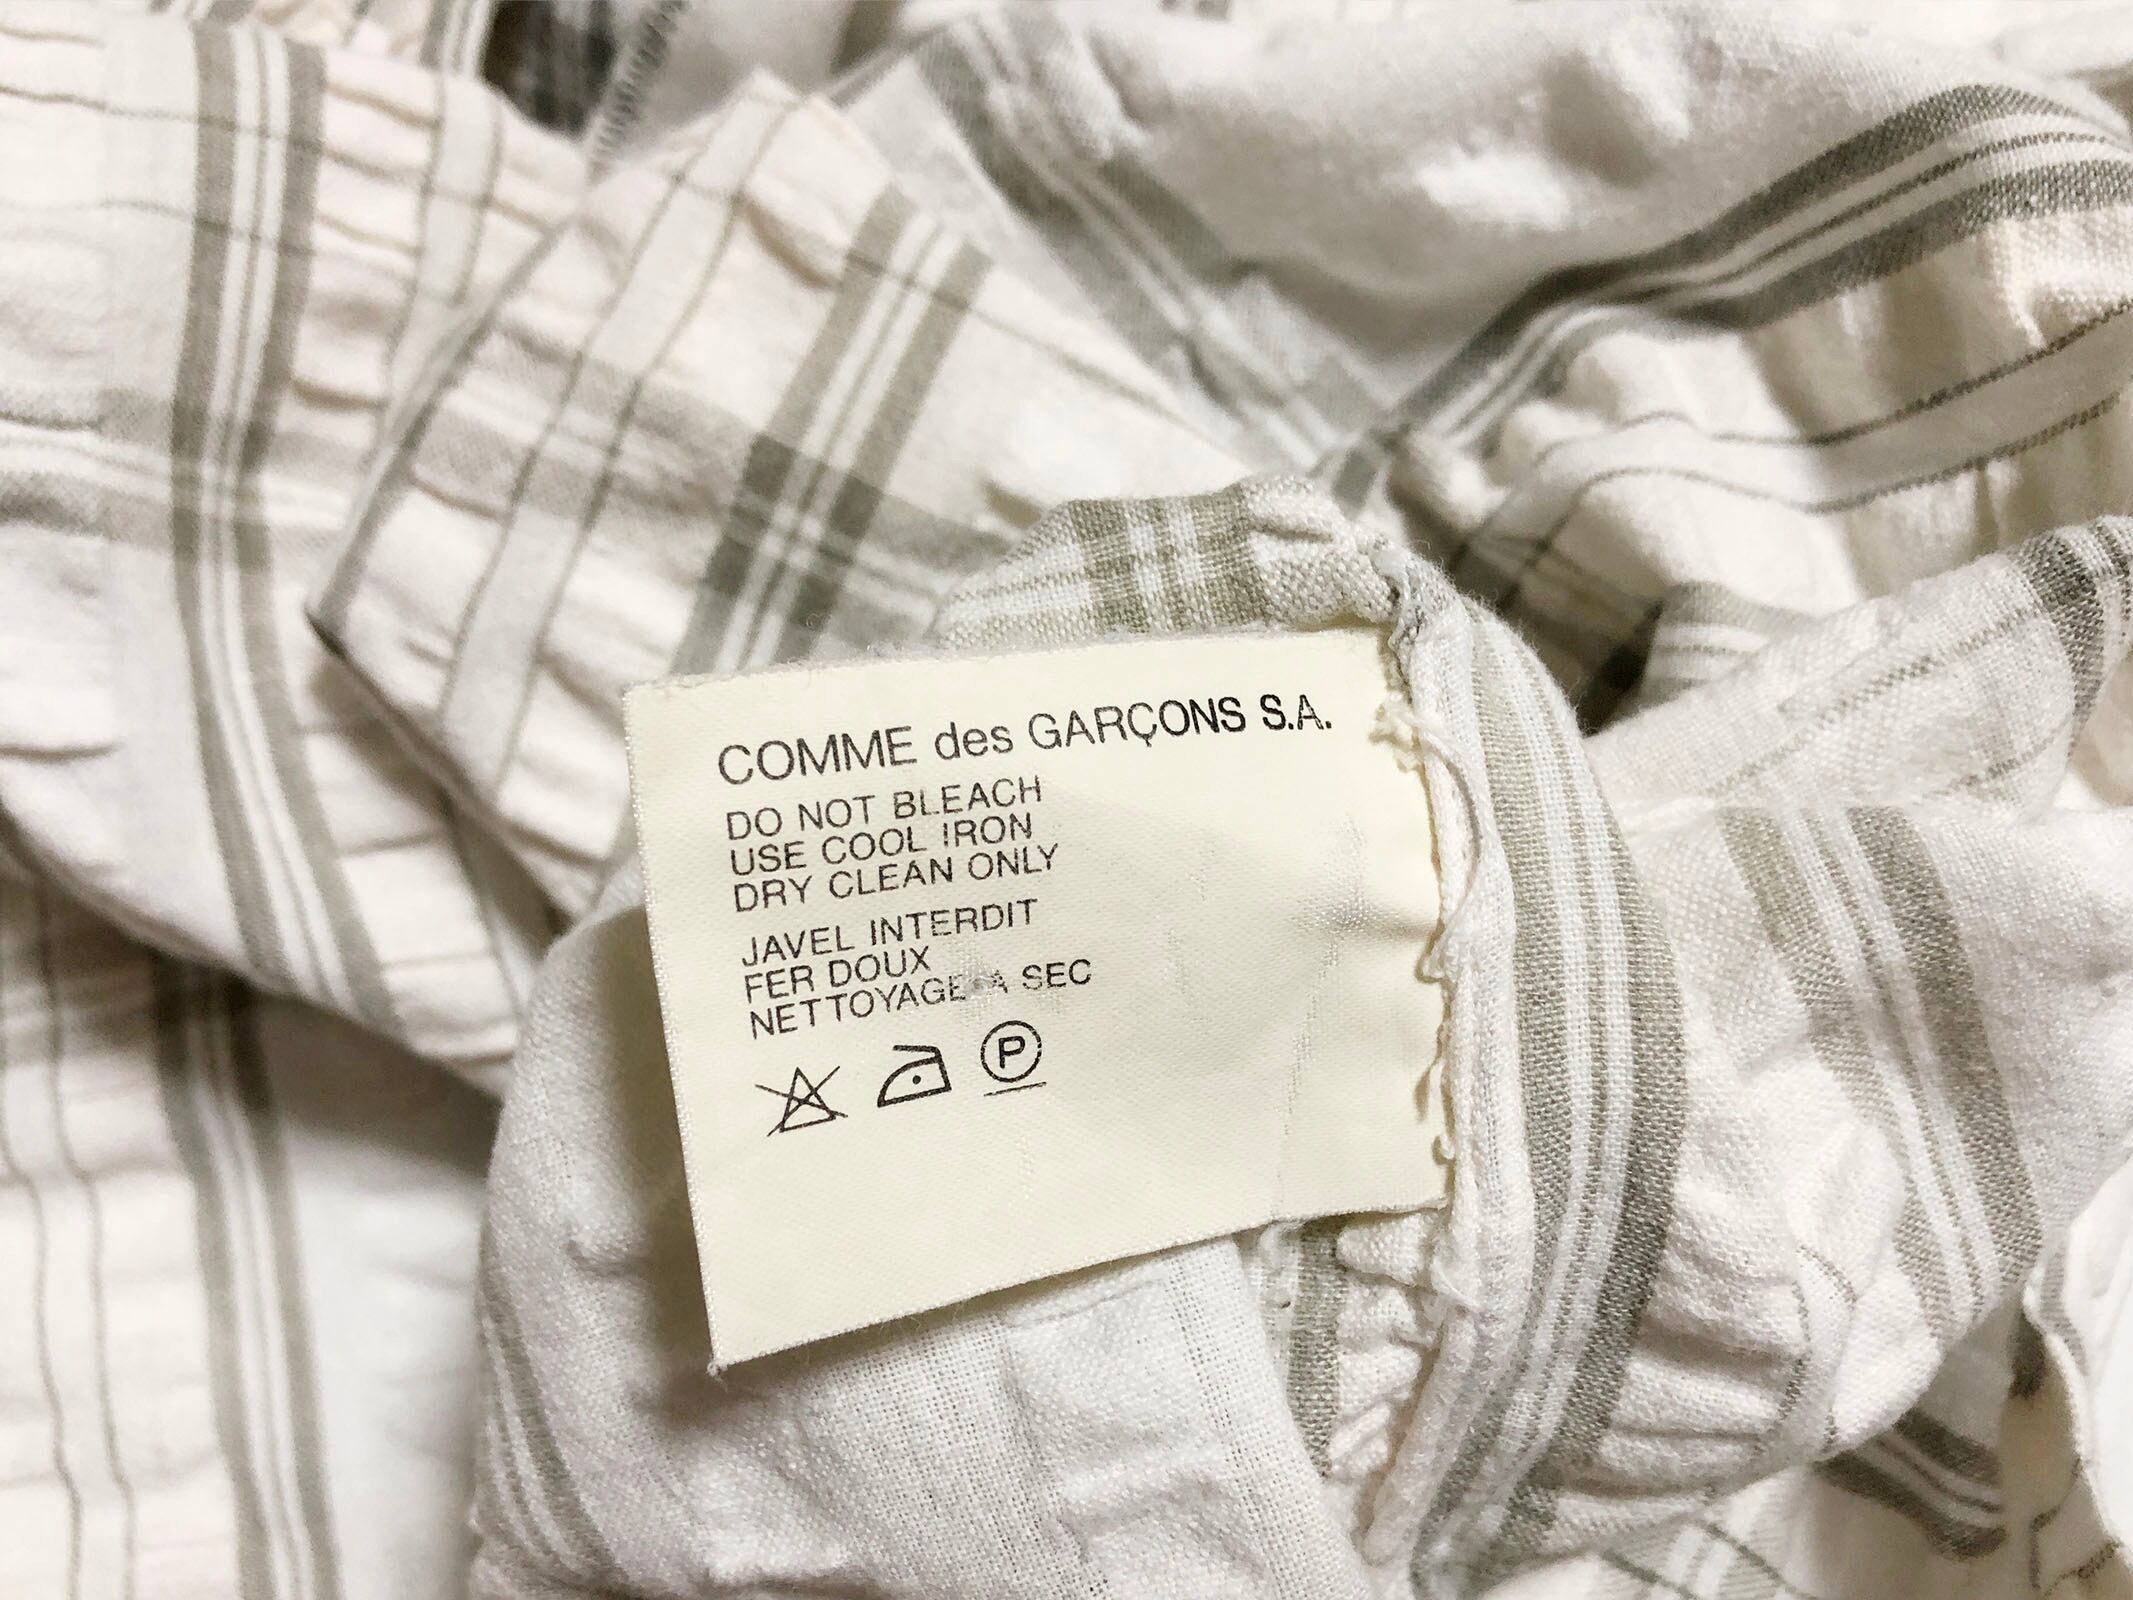 COMME des GARÇONS S.A.
DO NOT BLEACH
USE COOL IRON
DRY CLEAN ONLY
JAVEL INTERDIT
FER DOUX
NETTOYAGE A SEC
P